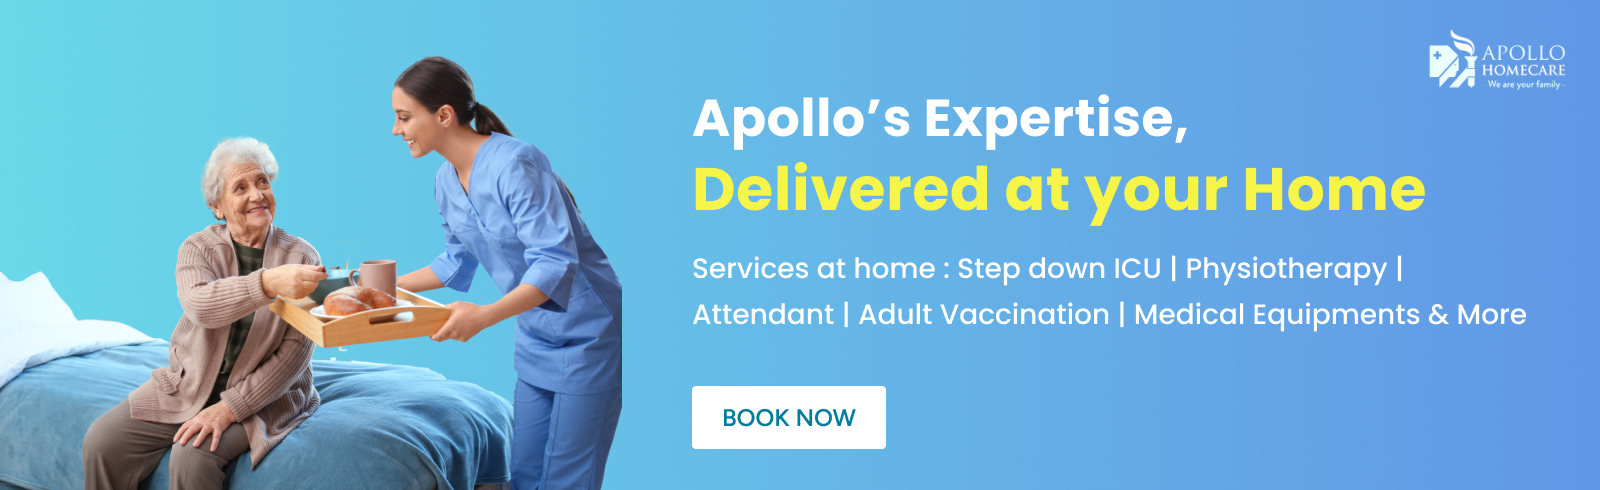 APOLLO
HOMECARE
We are your family
Apollo’s Expertise,
Delivered at your Home
Services at home : Step down ICU | Physiotherapy |
Attendant | Adult Vaccination | Medical Equipments & More
BOOK NOW